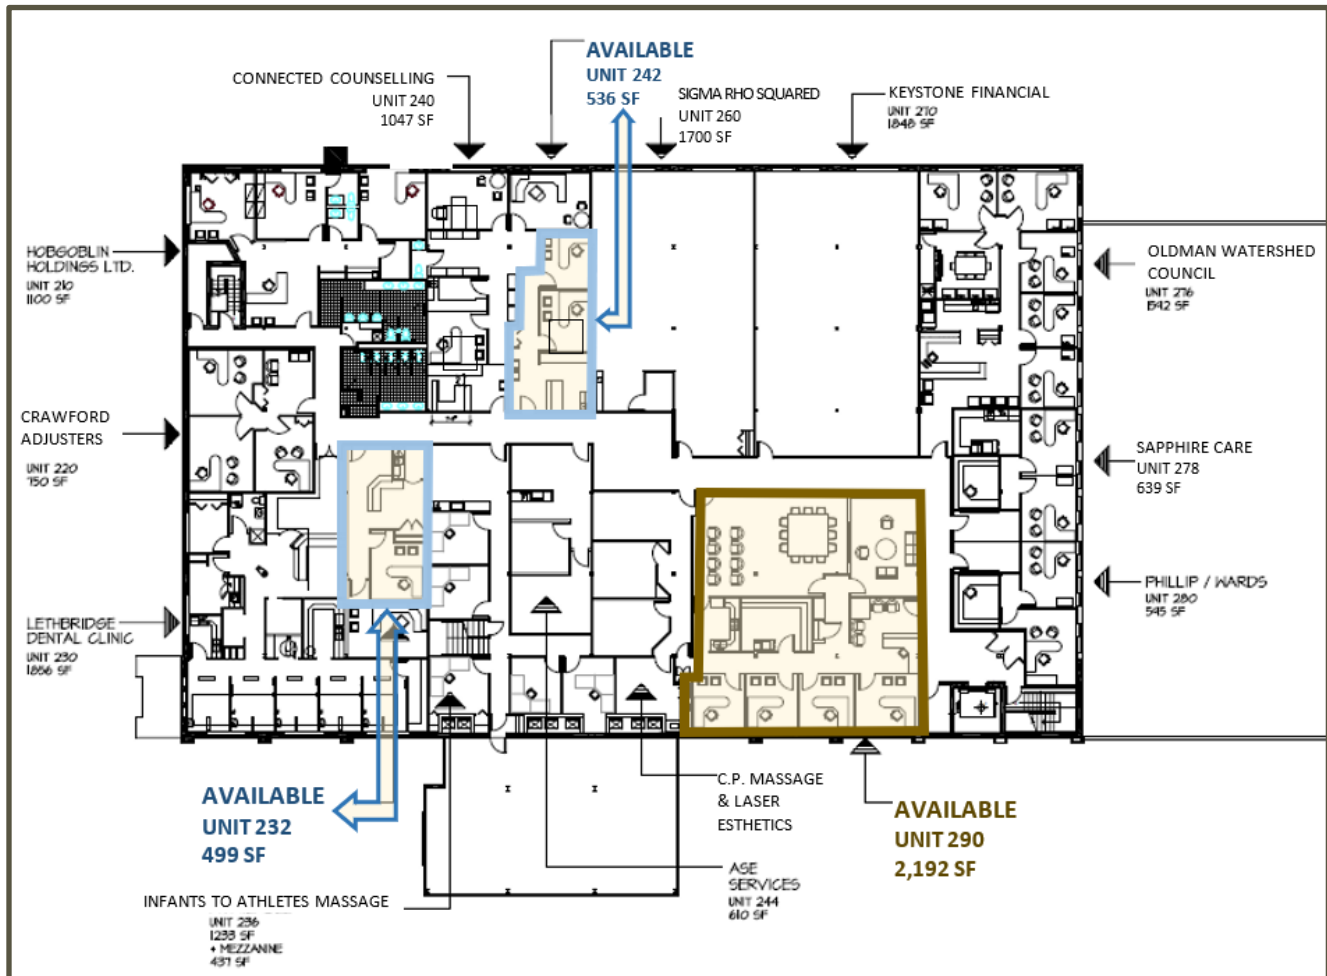 AVAILABLE
UNIT 242
536 SF
CONNECTED COUNSELLING
UNIT 240
1047 SF
SIGMA RHO SQUARED
UNIT 260
1700 SF
KEYSTONE FINANCIAL
UNIT 270
1848 SF
HOBGOBLIN
HOLDINGS LTD.
UNIT 210
1100 SF
OLDMAN WATERSHED
COUNCIL
UNIT 276
1542 SF
CRAWFORD
ADJUSTERS
UNIT 220
750 SF
SAPPHIRE CARE
UNIT 278
639 SF
LETHBRIDGE
DENTAL CLINIC
UNIT 230
1856 SF
PHILLIP / WARDS
UNIT 280
545 SF
AVAILABLE
UNIT 232
499 SF
C.P. MASSAGE
& LASER
ESTHETICS
AVAILABLE
UNIT 290
2,192 SF
ASE
SERVICES
UNIT 244
610 SF
INFANTS TO ATHLETES MASSAGE
UNIT 236
1233 SF
+ MEZZANINE
437 SF